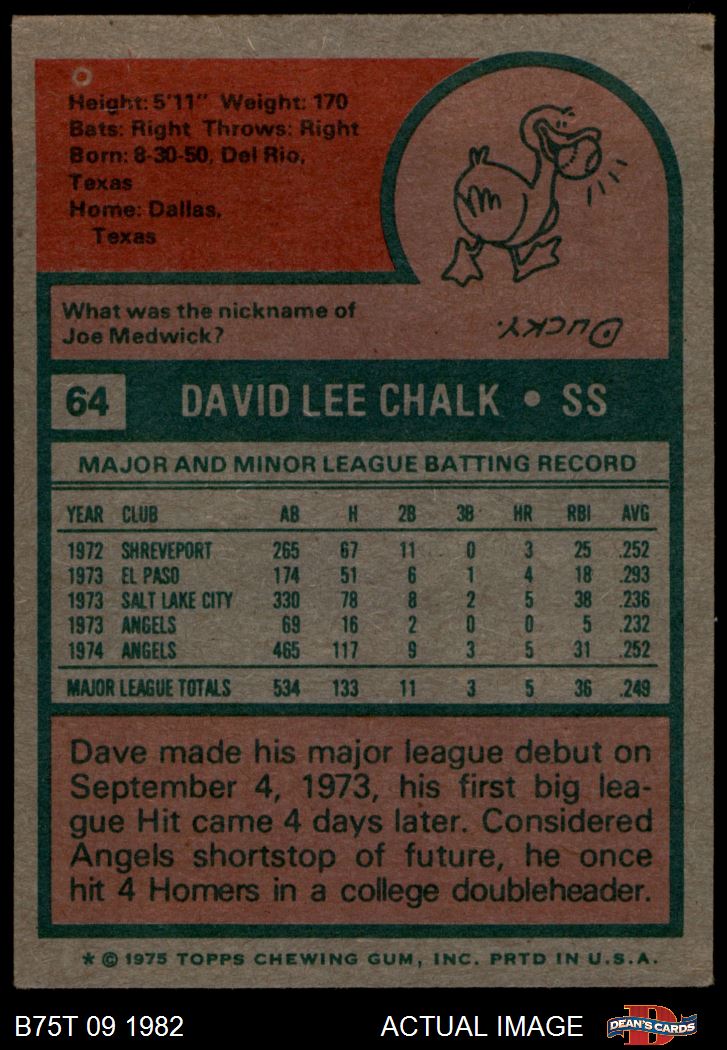 Height: 5'11" Weight: 170
Bats: Right Throws: Right
Born: 8-30-50, Del Rio,
Texas
Home: Dallas,
Texas
What was the nickname of
Joe Medwick?
DUCKY.
64 DAVID LEE CHALK • SS
MAJOR AND MINOR LEAGUE BATTING RECORD
YEAR CLUB AB H 2B 3B HR RBI AVG
1972 SHREVEPORT 265 67 11 0 3 25 .252
1973 EL PASO 174 51 6 1 4 18 .293
1973 SALT LAKE CITY 330 78 8 2 5 38 .236
1973 ANGELS 69 16 2 0 0 5 .232
1974 ANGELS 465 117 9 3 5 31 .252
MAJOR LEAGUE TOTALS 534 133 11 3 5 36 .249
Dave made his major league debut on
September 4, 1973, his first big lea-
gue Hit came 4 days later. Considered
Angels shortstop of future, he once
hit 4 Homers in a college doubleheader.
* © 1975 TOPPS CHEWING GUM, INC. PRTD IN U.S.A.
B75T 09 1982 ACTUAL IMAGE D DEAN'S CARDS